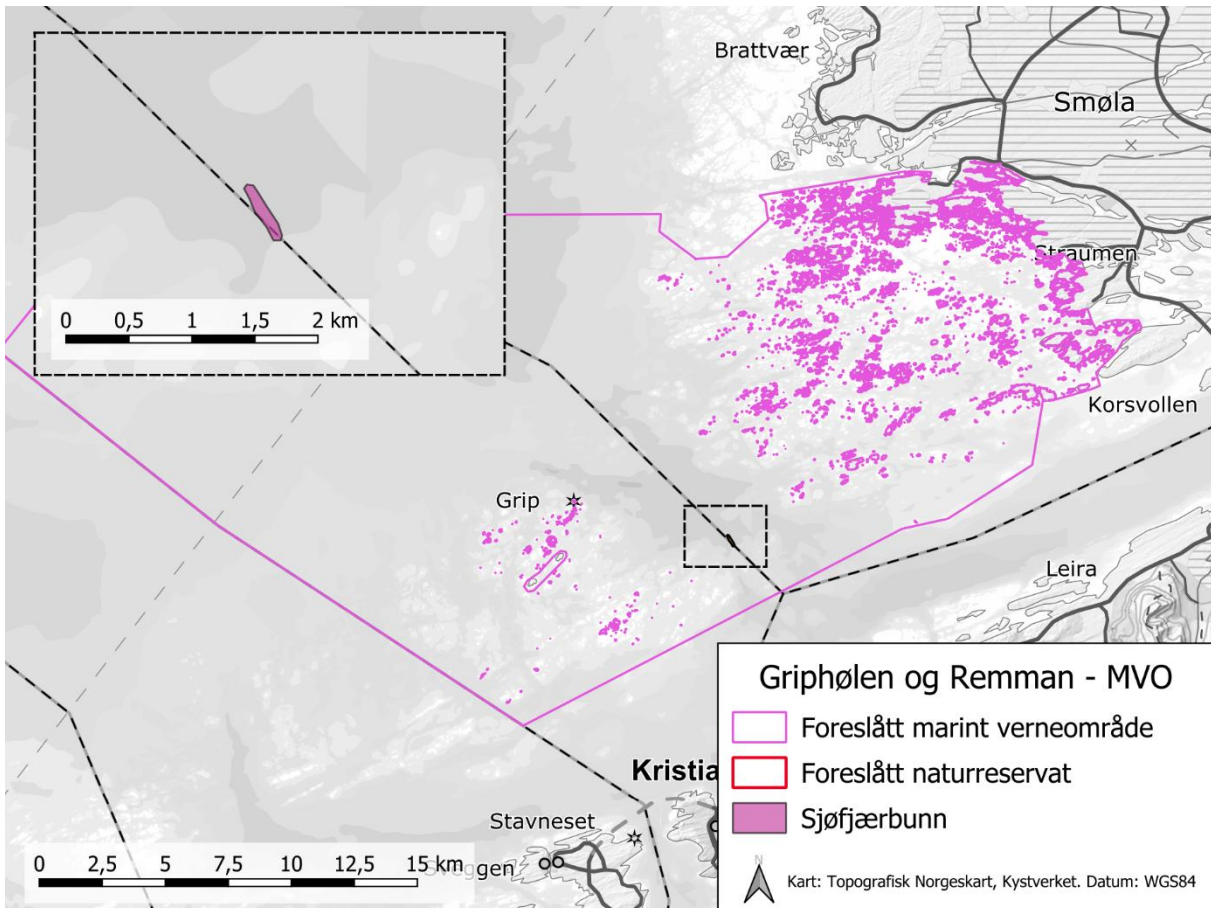 Brattvær
Smøla
Straumen
0 0,5 1 1,5 2 km
Korsvollen
Grip
Leira
Griphølen og Remman - MVO
Foreslått marint verneområde
Foreslått naturreservat
Sjøfjærbunn
N
Kart: Topografisk Norgeskart, Kystverket. Datum: WGS84
Kristia
Stavneset
0 2,5 5 7,5 10 12,5 15 km
Sveggen